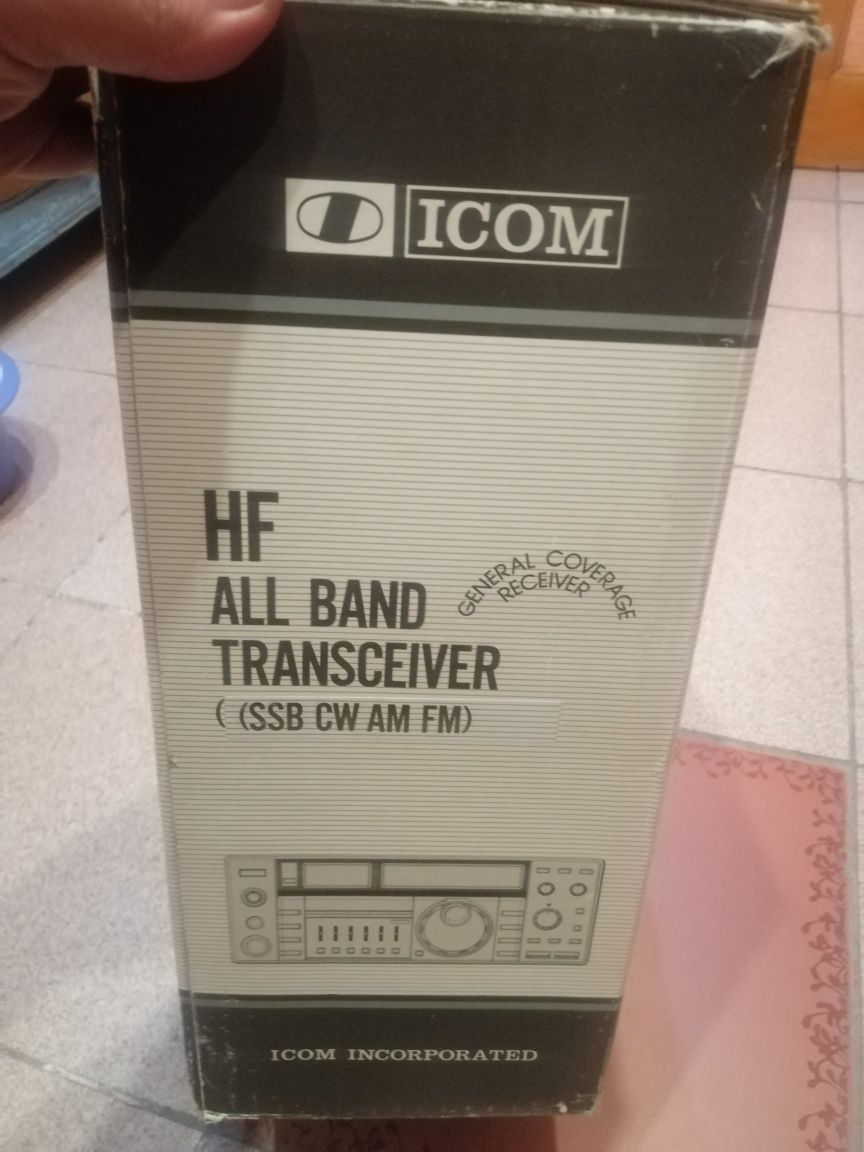 ICOM
HF
ALL BAND
TRANSCEIVER
( (SSB CW AM FM)
GENERAL COVERAGE
RECEIVER
ICOM INCORPORATED